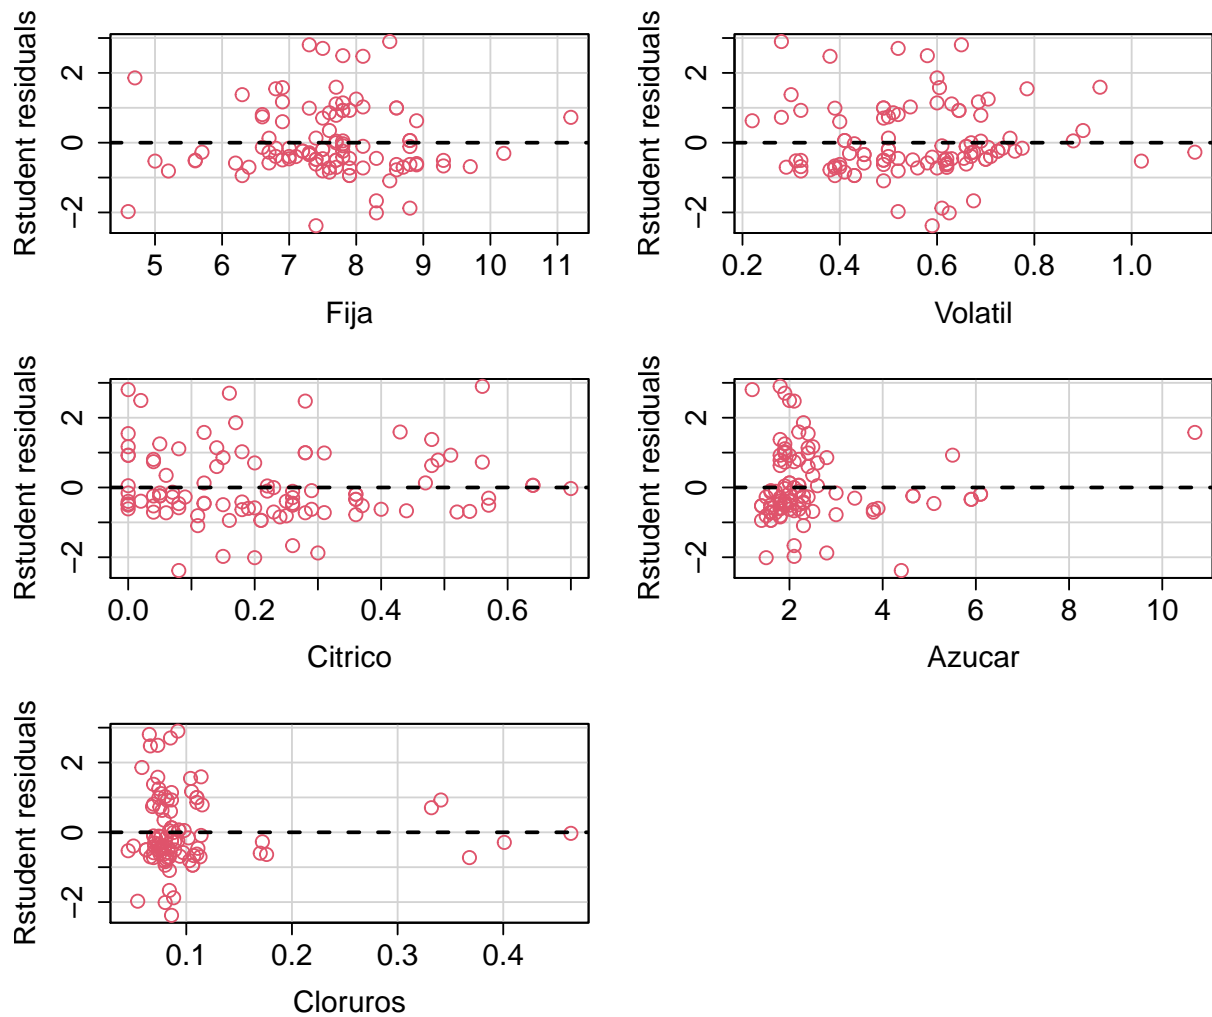 Rstudent residuals
2
0
−2
5 6 7 8 9 10 11
Fija
Rstudent residuals
2
0
−2
0.2 0.4 0.6 0.8 1.0
Volatil
Rstudent residuals
2
0
−2
0.0 0.2 0.4 0.6
Citrico
Rstudent residuals
2
0
−2
2 4 6 8 10
Azucar
Rstudent residuals
2
0
−2
0.1 0.2 0.3 0.4
Cloruros